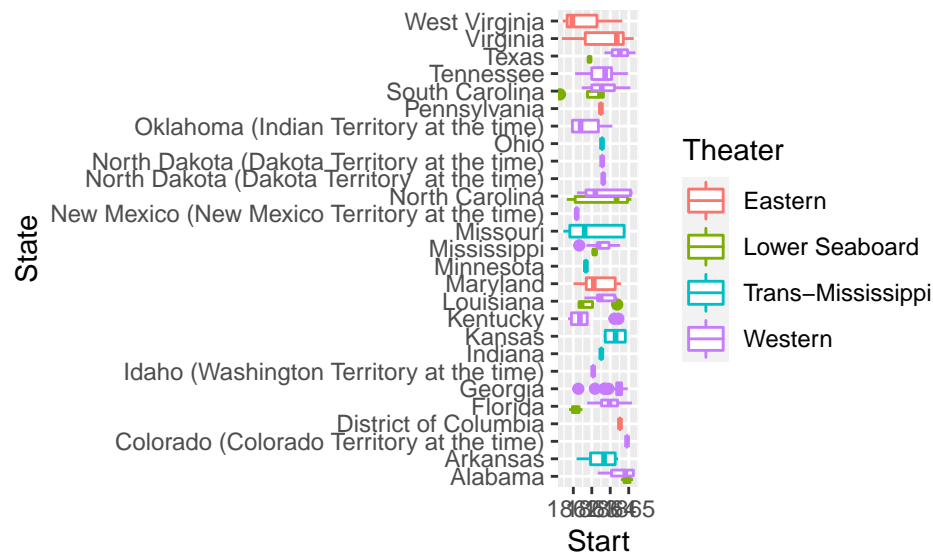 West Virginia
Virginia
Texas
Tennessee
South Carolina
Pennsylvania
Oklahoma (Indian Territory at the time)
Ohio
North Dakota (Dakota Territory at the time)
North Dakota (Dakota Territory  at the time)
North Carolina
New Mexico (New Mexico Territory at the time)
Missouri
Mississippi
Minnesota
Maryland
Louisiana
Kentucky
Kansas
Indiana
Idaho (Washington Territory at the time)
Georgia
Florida
District of Columbia
Colorado (Colorado Territory at the time)
Arkansas
Alabama
State
Start
Theater
Eastern
Lower Seaboard
Trans−Mississippi
Western